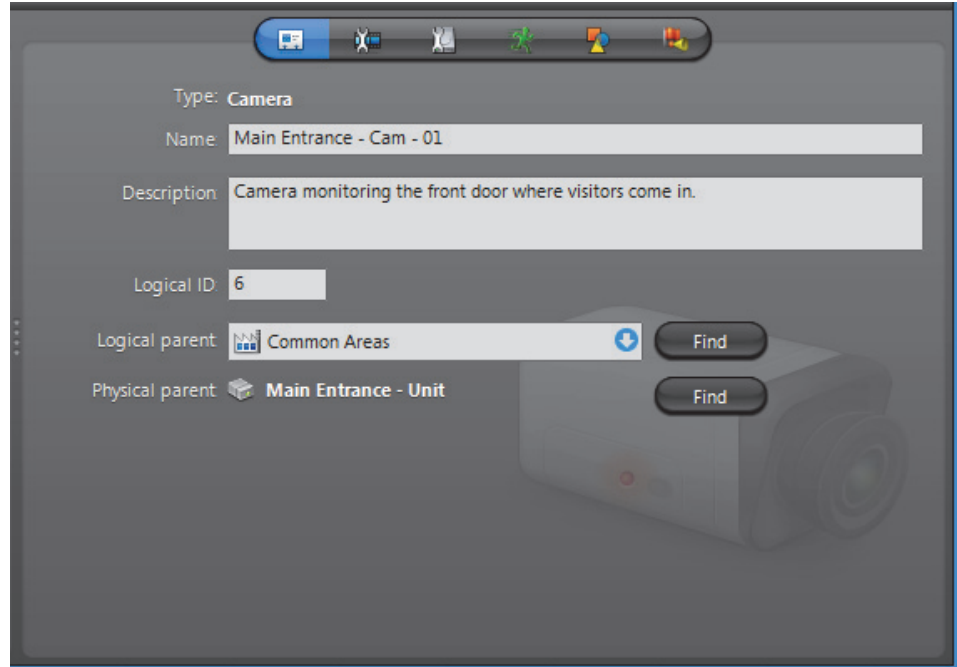 Type: Camera
Name: Main Entrance - Cam - 01
Description: Camera monitoring the front door where visitors come in.
Logical ID: 6
Logical parent: Common Areas Find
Physical parent: Main Entrance - Unit Find